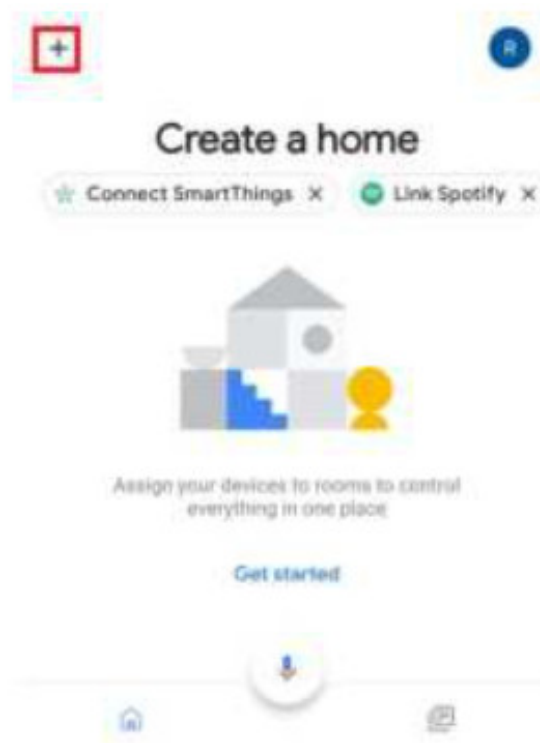 +
R
Create a home
Connect SmartThings X
Link Spotify X
Assign your devices to rooms to control
everything in one place
Get started